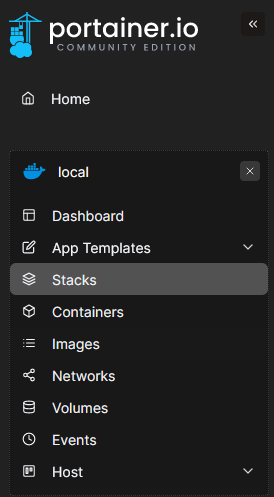 portainer.io
COMMUNITY EDITION
Home
local
Dashboard
App Templates
Stacks
Containers
Images
Networks
Volumes
Events
Host